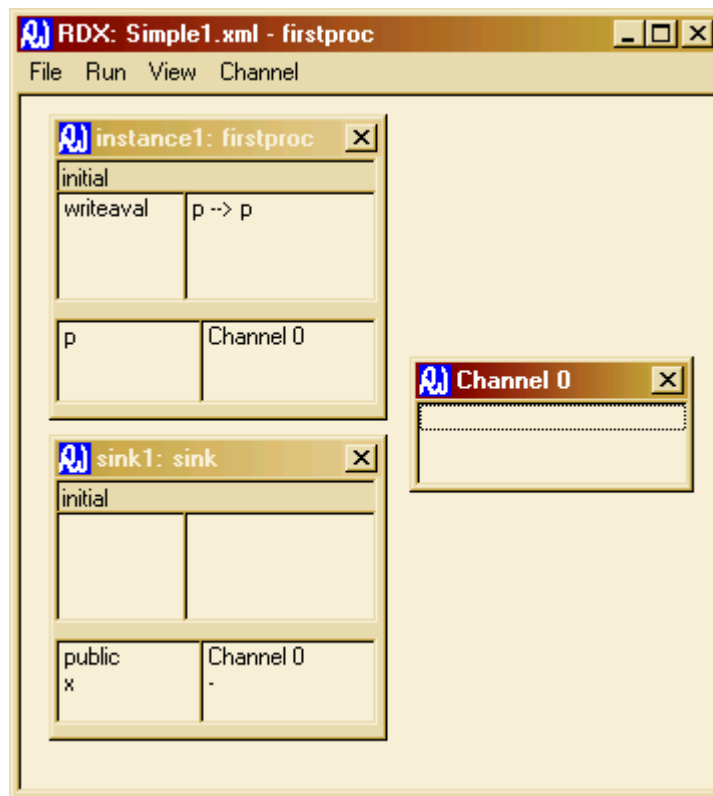 RDX: Simple1.xml - firstproc
File Run View Channel
instance1: firstproc
initial
writeaval p --> p
p Channel 0
Channel 0
sink1: sink
initial
public Channel 0
x -